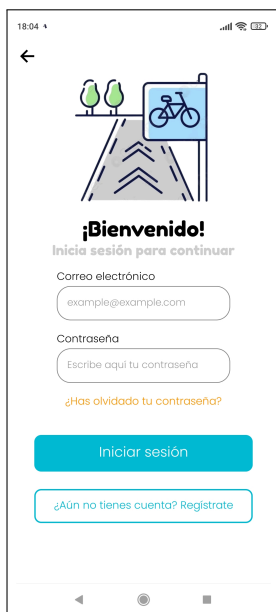 18:04
32
¡Bienvenido!
Inicia sesión para continuar
Correo electrónico
example@example.com
Contraseña
Escribe aquí tu contraseña
¿Has olvidado tu contraseña?
Iniciar sesión
¿Aún no tienes cuenta? Regístrate